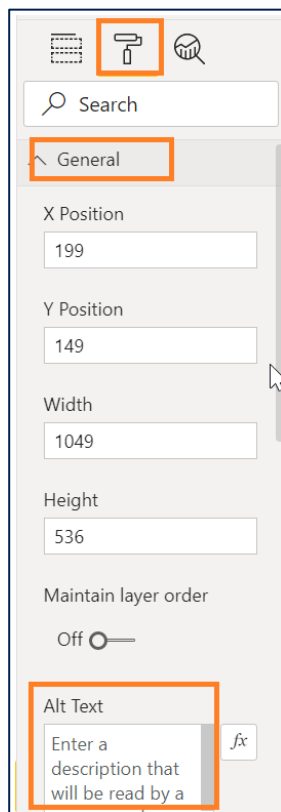 Search
General
X Position
199
Y Position
149
Width
1049
Height
536
Maintain layer order
Off
Alt Text
Enter a
fx
description that
will be read by a